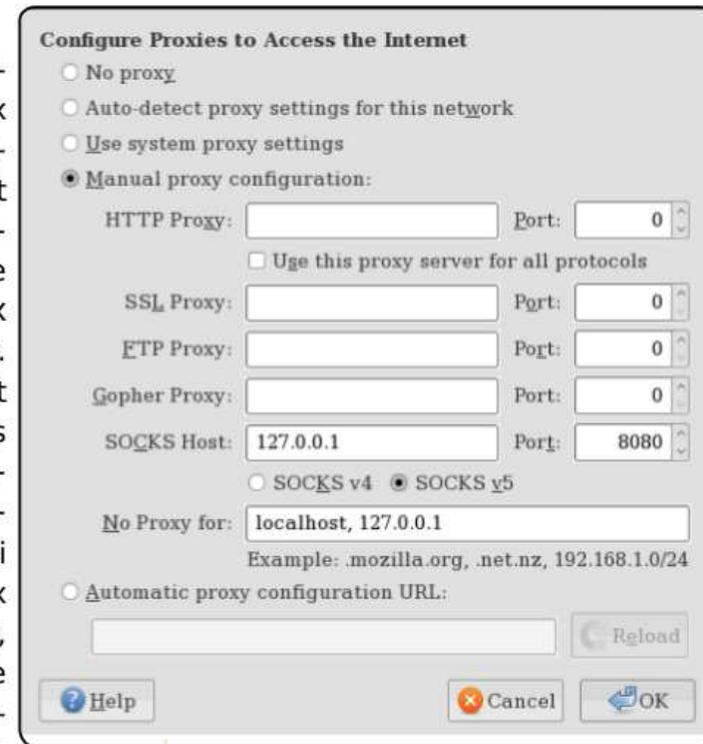 Configure Proxies to Access the Internet
No proxy
Auto-detect proxy settings for this network
Use system proxy settings
Manual proxy configuration:
HTTP Proxy: Port: 0
Use this proxy server for all protocols
SSL Proxy: Port: 0
FTP Proxy: Port: 0
Gopher Proxy: Port: 0
SOCKS Host: 127.0.0.1 Port: 8080
SOCKS v4 SOCKS v5
No Proxy for: localhost, 127.0.0.1
Example: .mozilla.org, .net.nz, 192.168.1.0/24
Automatic proxy configuration URL:
Reload
Help Cancel OK